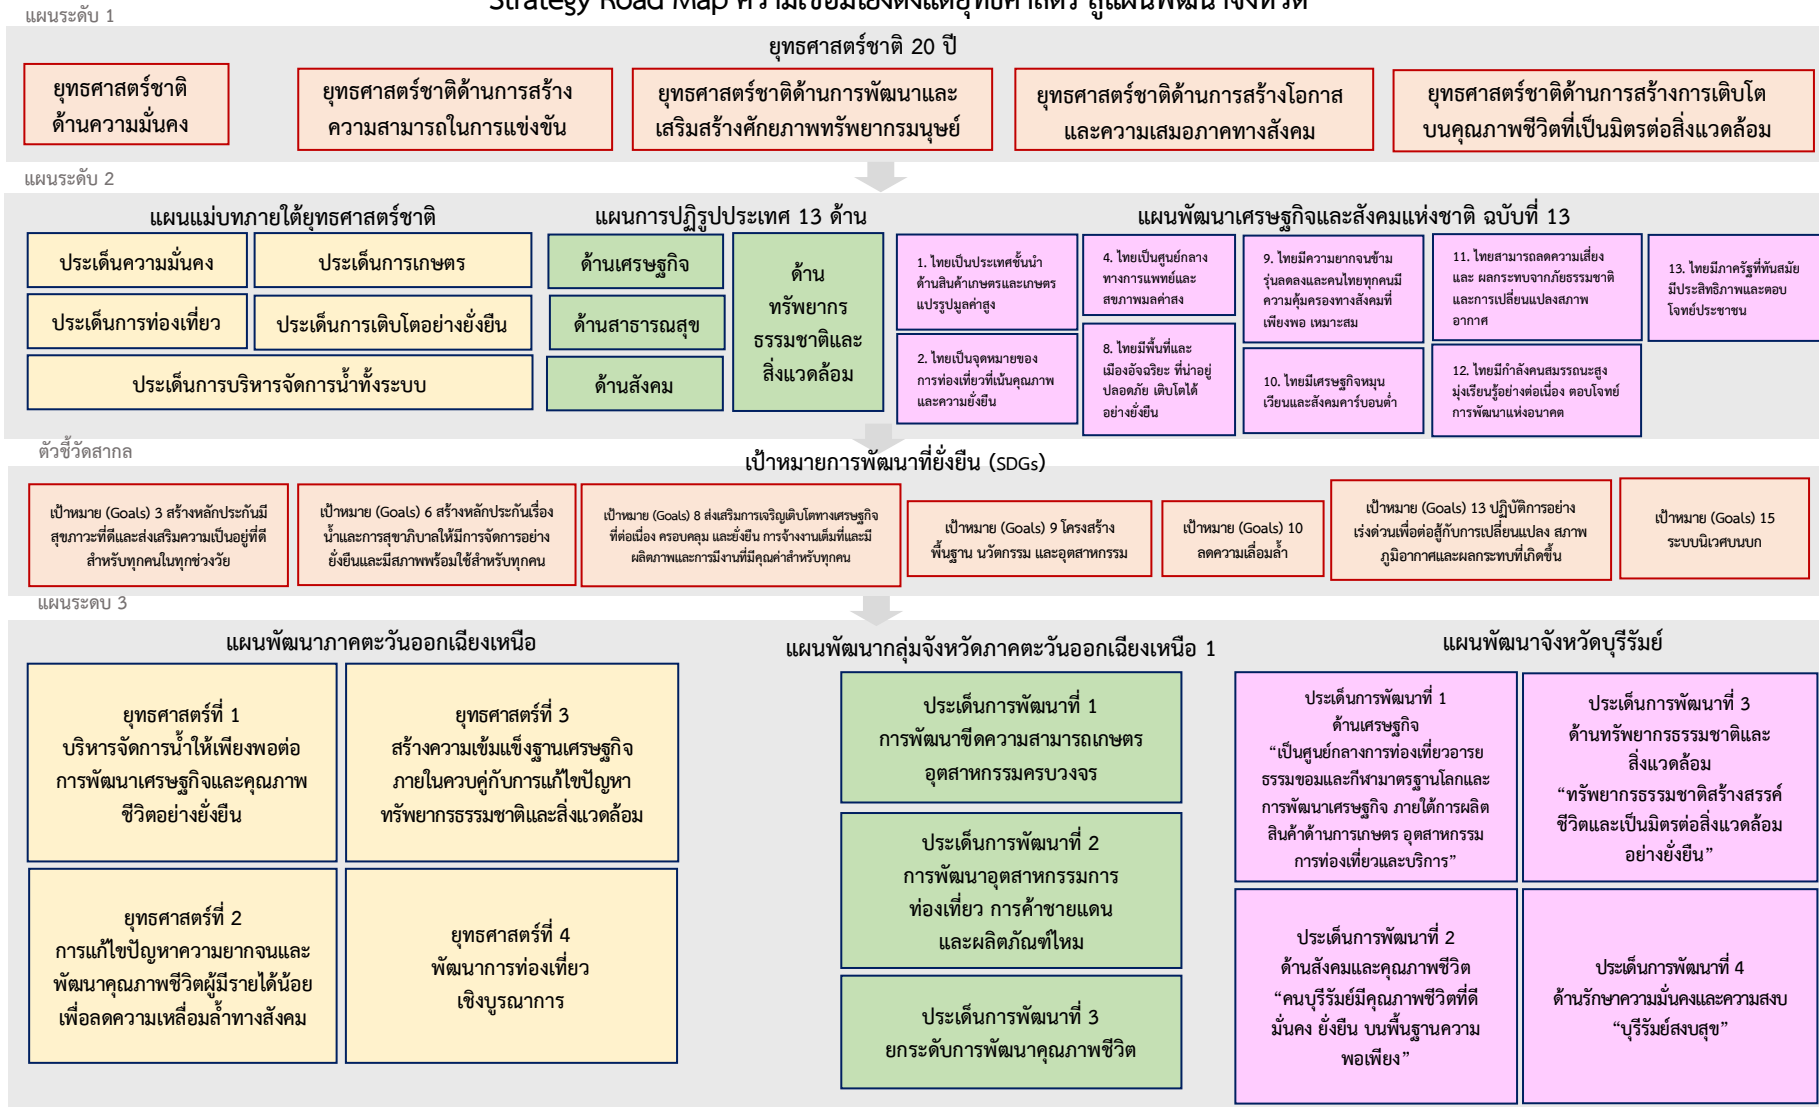 Strategy Road Map ความเชื่อมโยงตั้งแต่ยุทธศาสตร์ สู่แผนพัฒนาจังหวัด
แผนระดับ 1
ยุทธศาสตร์ชาติ 20 ปี
ยุทธศาสตร์ชาติ
ด้านความมั่นคง
ยุทธศาสตร์ชาติด้านการสร้าง
ความสามารถในการแข่งขัน
ยุทธศาสตร์ชาติด้านการพัฒนาและ
เสริมสร้างศักยภาพทรัพยากรมนุษย์
ยุทธศาสตร์ชาติด้านการสร้างโอกาส
และความเสมอภาคทางสังคม
ยุทธศาสตร์ชาติด้านการสร้างการเติบโต
บนคุณภาพชีวิตที่เป็นมิตรต่อสิ่งแวดล้อม
แผนระดับ 2
แผนแม่บทภายใต้ยุทธศาสตร์ชาติ
ประเด็นความมั่นคง
ประเด็นการเกษตร
ประเด็นการท่องเที่ยว
ประเด็นการเติบโตอย่างยั่งยืน
ประเด็นการบริหารจัดการน้ำทั้งระบบ
แผนการปฏิรูปประเทศ 13 ด้าน
ด้านเศรษฐกิจ
ด้านสาธารณสุข
ด้านสังคม
ด้าน
ทรัพยากร
ธรรมชาติและ
สิ่งแวดล้อม
แผนพัฒนาเศรษฐกิจและสังคมแห่งชาติ ฉบับที่ 13
1. ไทยเป็นประเทศชั้นนำ
ด้านสินค้าเกษตรและเกษตร
แปรรูปมูลค่าสูง
2. ไทยเป็นจุดหมายของ
การท่องเที่ยวที่เน้นคุณภาพ
และความยั่งยืน
4. ไทยเป็นศูนย์กลาง
ทางการแพทย์และ
สุขภาพมูลค่าสูง
8. ไทยมีพื้นที่และ
เมืองอัจฉริยะ ที่น่าอยู่
ปลอดภัย เติบโตได้
อย่างยั่งยืน
9. ไทยมีความยากจนข้าม
รุ่นลดลงและคนไทยทุกคนมี
ความคุ้มครองทางสังคมที่
เพียงพอ เหมาะสม
10. ไทยมีเศรษฐกิจหมุน
เวียนและสังคมคาร์บอนต่ำ
11. ไทยสามารถลดความเสี่ยง
และ ผลกระทบจากภัยธรรมชาติ
และการเปลี่ยนแปลงสภาพ
อากาศ
12. ไทยมีกำลังคนสมรรถนะสูง
มุ่งเรียนรู้อย่างต่อเนื่อง ตอบโจทย์
การพัฒนาแห่งอนาคต
13. ไทยมีภาครัฐที่ทันสมัย
มีประสิทธิภาพและตอบ
โจทย์ประชาชน
ตัวชี้วัดสากล
เป้าหมายการพัฒนาที่ยั่งยืน (SDGs)
เป้าหมาย (Goals) 3 สร้างหลักประกันมี
สุขภาวะที่ดีและส่งเสริมความเป็นอยู่ที่ดี
สำหรับทุกคนในทุกช่วงวัย
เป้าหมาย (Goals) 6 สร้างหลักประกันเรื่อง
น้ำและการสุขาภิบาลให้มีการจัดการอย่าง
ยั่งยืนและมีสภาพพร้อมใช้สำหรับทุกคน
เป้าหมาย (Goals) 8 ส่งเสริมการเจริญเติบโตทางเศรษฐกิจ
ที่ต่อเนื่อง ครอบคลุม และยั่งยืน การจ้างงานเต็มที่และมี
ผลิตภาพและการมีงานที่มีคุณค่าสำหรับทุกคน
เป้าหมาย (Goals) 9 โครงสร้าง
พื้นฐาน นวัตกรรม และอุตสาหกรรม
เป้าหมาย (Goals) 10
ลดความเลื่อมล้ำ
เป้าหมาย (Goals) 13 ปฏิบัติการอย่าง
เร่งด่วนเพื่อต่อสู้กับการเปลี่ยนแปลง สภาพ
ภูมิอากาศและผลกระทบที่เกิดขึ้น
เป้าหมาย (Goals) 15
ระบบนิเวศบนบก
แผนระดับ 3
แผนพัฒนาภาคตะวันออกเฉียงเหนือ
ยุทธศาสตร์ที่ 1
บริหารจัดการน้ำให้เพียงพอต่อ
การพัฒนาเศรษฐกิจและคุณภาพ
ชีวิตอย่างยั่งยืน
ยุทธศาสตร์ที่ 3
สร้างความเข้มแข็งฐานเศรษฐกิจ
ภายในควบคู่กับการแก้ไขปัญหา
ทรัพยากรธรรมชาติและสิ่งแวดล้อม
ยุทธศาสตร์ที่ 2
การแก้ไขปัญหาความยากจนและ
พัฒนาคุณภาพชีวิตผู้มีรายได้น้อย
เพื่อลดความเหลื่อมล้ำทางสังคม
ยุทธศาสตร์ที่ 4
พัฒนาการท่องเที่ยว
เชิงบูรณาการ
แผนพัฒนากลุ่มจังหวัดภาคตะวันออกเฉียงเหนือ 1
ประเด็นการพัฒนาที่ 1
การพัฒนาขีดความสามารถเกษตร
อุตสาหกรรมครบวงจร
ประเด็นการพัฒนาที่ 2
การพัฒนาอุตสาหกรรมการ
ท่องเที่ยว การค้าชายแดน
และผลิตภัณฑ์ไหม
ประเด็นการพัฒนาที่ 3
ยกระดับการพัฒนาคุณภาพชีวิต
แผนพัฒนาจังหวัดบุรีรัมย์
ประเด็นการพัฒนาที่ 1
ด้านเศรษฐกิจ
“เป็นศูนย์กลางการท่องเที่ยวอารย
ธรรมขอมและกีฬามาตรฐานโลกและ
การพัฒนาเศรษฐกิจ ภายใต้การผลิต
สินค้าด้านการเกษตร อุตสาหกรรม
การท่องเที่ยวและบริการ”
ประเด็นการพัฒนาที่ 3
ด้านทรัพยากรธรรมชาติและ
สิ่งแวดล้อม
“ทรัพยากรธรรมชาติสร้างสรรค์
ชีวิตและเป็นมิตรต่อสิ่งแวดล้อม
อย่างยั่งยืน”
ประเด็นการพัฒนาที่ 2
ด้านสังคมและคุณภาพชีวิต
“คนบุรีรัมย์มีคุณภาพชีวิตที่ดี
มั่นคง ยั่งยืน บนพื้นฐานความ
พอเพียง”
ประเด็นการพัฒนาที่ 4
ด้านรักษาความมั่นคงและความสงบ
“บุรีรัมย์สงบสุข”